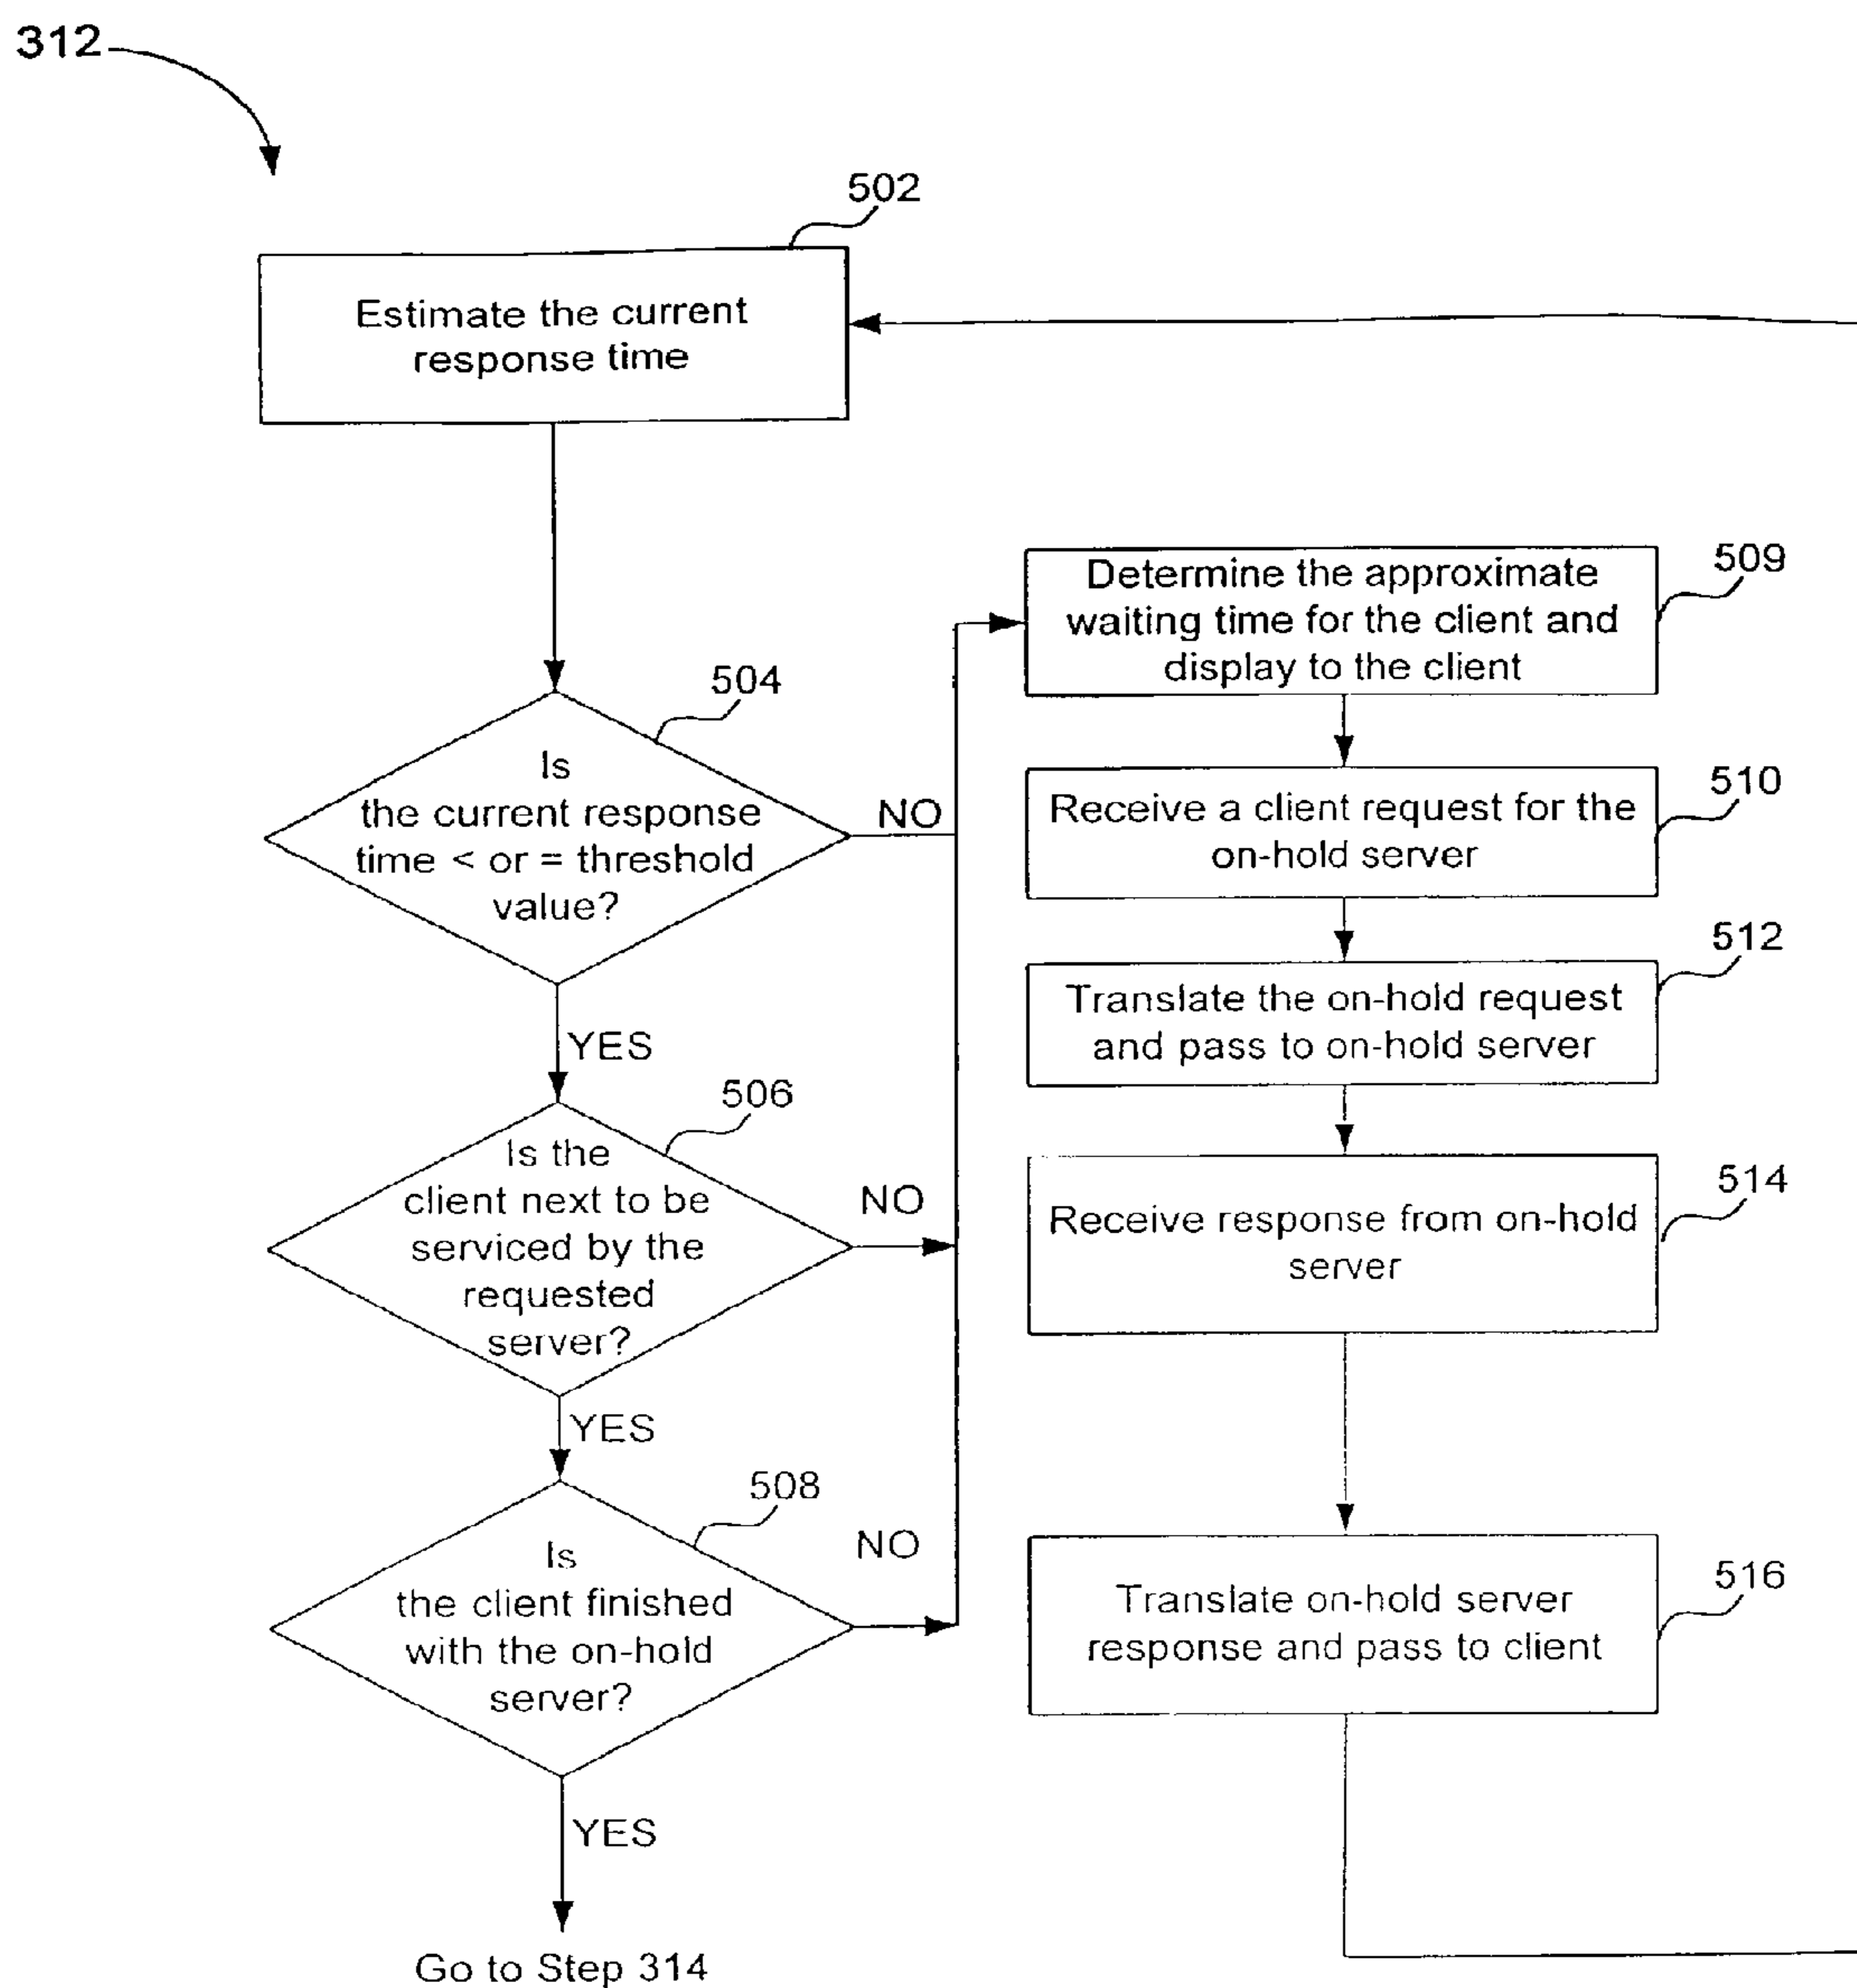 312
502
Estimate the current
response time
504
Is
the current response
time < or = threshold
value?
NO
YES
506
Is the
client next to be
serviced by the
requested
server?
NO
YES
508
Is
the client finished
with the on-hold
server?
NO
YES
Go to Step 314
509
Determine the approximate
waiting time for the client and
display to the client
510
Receive a client request for the
on-hold server
512
Translate the on-hold request
and pass to on-hold server
514
Receive response from on-hold
server
516
Translate on-hold server
response and pass to client